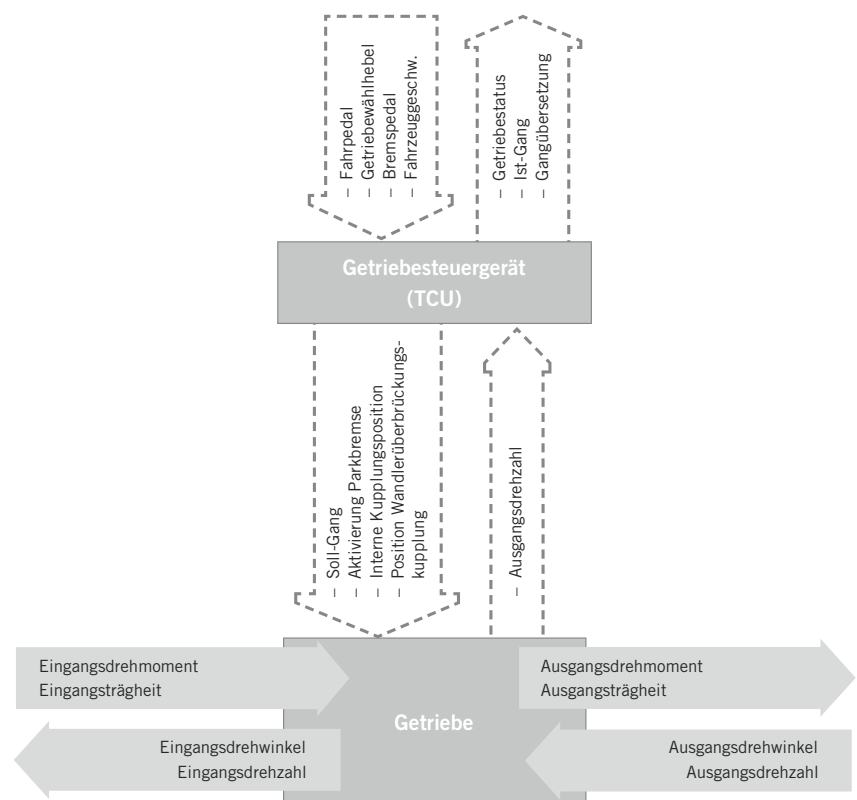 – Fahrpedal
– Getriebewählhebel
– Bremspedal
– Fahrzeuggeschw.
– Getriebestatus
– Ist-Gang
– Gangübersetzung
Getriebesteuergerät
(TCU)
– Soll-Gang
– Aktivierung Parkbremse
– Interne Kupplungsposition
– Position Wandlerüberbrückungs-
kupplung
– Ausgangsdrehzahl
Eingangsdrehmoment
Eingangsträgheit
Ausgangsdrehmoment
Ausgangsträgheit
Getriebe
Eingangsdrehwinkel
Eingangsdrehzahl
Ausgangsdrehwinkel
Ausgangsdrehzahl